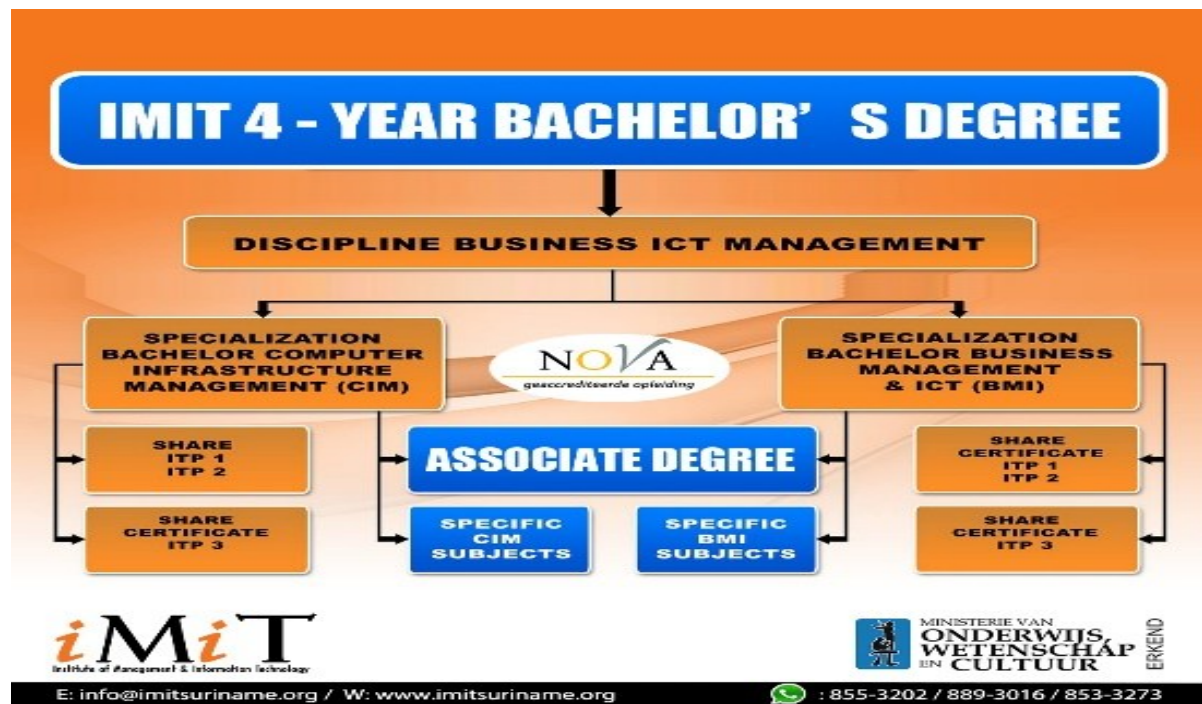 IMIT 4 - YEAR BACHELOR' S DEGREE
DISCIPLINE BUSINESS ICT MANAGEMENT
SPECIALIZATION
BACHELOR COMPUTER
INFRASTRUCTURE
MANAGEMENT (CIM)
NOVA
geaccrediteerde opleiding
SPECIALIZATION
BACHELOR BUSINESS
MANAGEMENT
& ICT (BMI)
SHARE
ITP 1
ITP 2
ASSOCIATE DEGREE
SHARE
CERTIFICATE
ITP 1
ITP 2
SHARE
CERTIFICATE
ITP 3
SPECIFIC
CIM
SUBJECTS
SPECIFIC
BMI
SUBJECTS
SHARE
CERTIFICATE
ITP 3
iMiT
Institute of Management & Information Technology
MINISTERIE VAN
ONDERWIJS,
WETENSCHAP
EN CULTUUR
ERKEND
E: info@imitsuriname.org / W: www.imitsuriname.org
: 855-3202 / 889-3016 / 853-3273